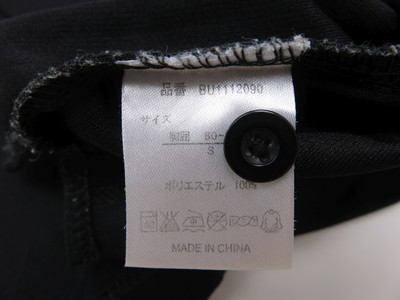 品番 BU1112090
サイズ
胸囲 80-
S
ポリエステル 100%
MADE IN CHINA